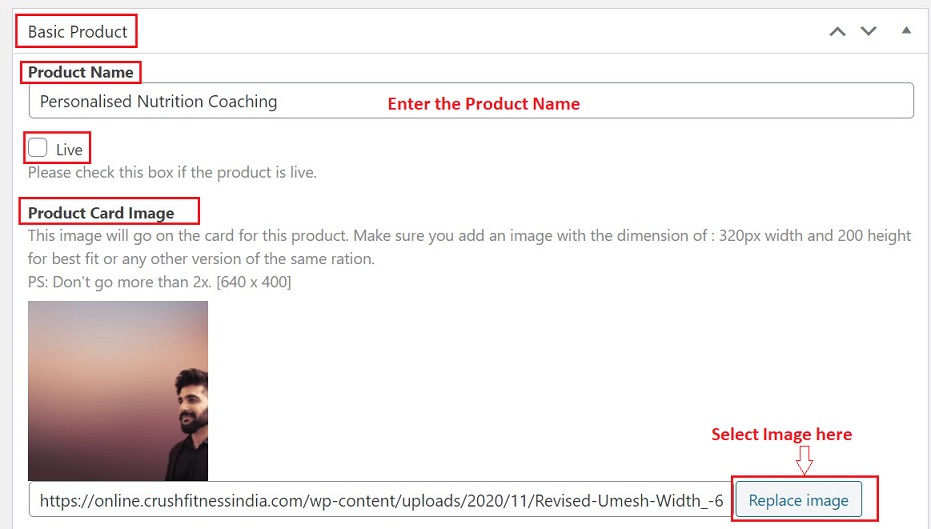 Basic Product
Product Name
Personalised Nutrition Coaching
Enter the Product Name
Live
Please check this box if the product is live.
Product Card Image
This image will go on the card for this product. Make sure you add an image with the dimension of : 320px width and 200 height
for best fit or any other version of the same ration.
PS: Don't go more than 2x. [640 x 400]
Select Image here
https://online.crushfitnessindia.com/wp-content/uploads/2020/11/Revised-Umesh-Width_-6
Replace image